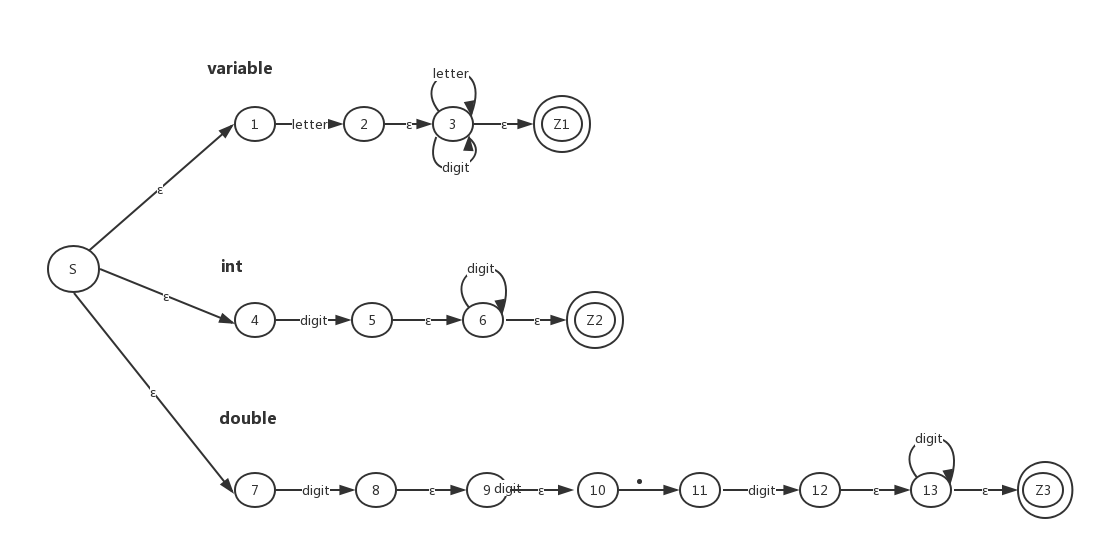 variable
letter
1 letter 2 ε 3 ε Z1
digit
ε
S
int
digit
ε
4 digit 5 ε 6 ε Z2
ε
double
digit
.
7 digit 8 ε 9 digit ε 10 11 digit 12 ε 13 ε Z3